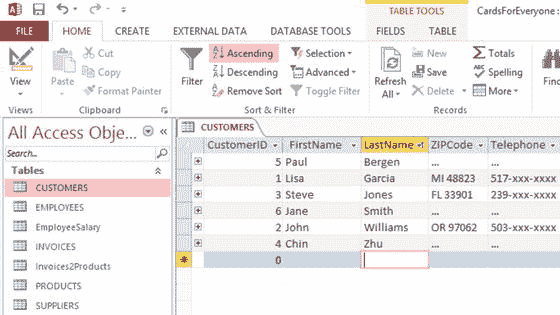 TABLE TOOLS
CardsForEveryone :
FILE HOME CREATE EXTERNAL DATA DATABASE TOOLS FIELDS TABLE
View
Views
Paste
Cut
Copy
Format Painter
Clipboard
Filter
Ascending
Descending
Remove Sort
Selection
Advanced
Toggle Filter
Sort & Filter
Refresh
All
New
Save
Delete
Totals
Spelling
More
Records
Find
All Access Obje...
Search...
Tables
CUSTOMERS
EMPLOYEES
EmployeeSalary
INVOICES
Invoices2Products
PRODUCTS
SUPPLIERS
CUSTOMERS
CustomerID FirstName LastName ZIPCode Telephone
5 Paul Bergen ... ...
1 Lisa Garcia MI 48823 517-xxx-xxxx
3 Steve Jones FL 33901 239-xxx-xxxx
6 Jane Smith ... ...
2 John Williams OR 97062 503-xxx-xxxx
4 Chin Zhu ... ...
0